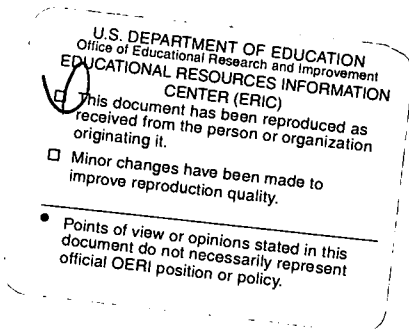 U.S. DEPARTMENT OF EDUCATION
Office of Educational Research and Improvement
EDUCATIONAL RESOURCES INFORMATION
CENTER (ERIC)
☐ This document has been reproduced as
received from the person or organization
originating it.
☐ Minor changes have been made to
improve reproduction quality.
● Points of view or opinions stated in this
document do not necessarily represent
official OERI position or policy.